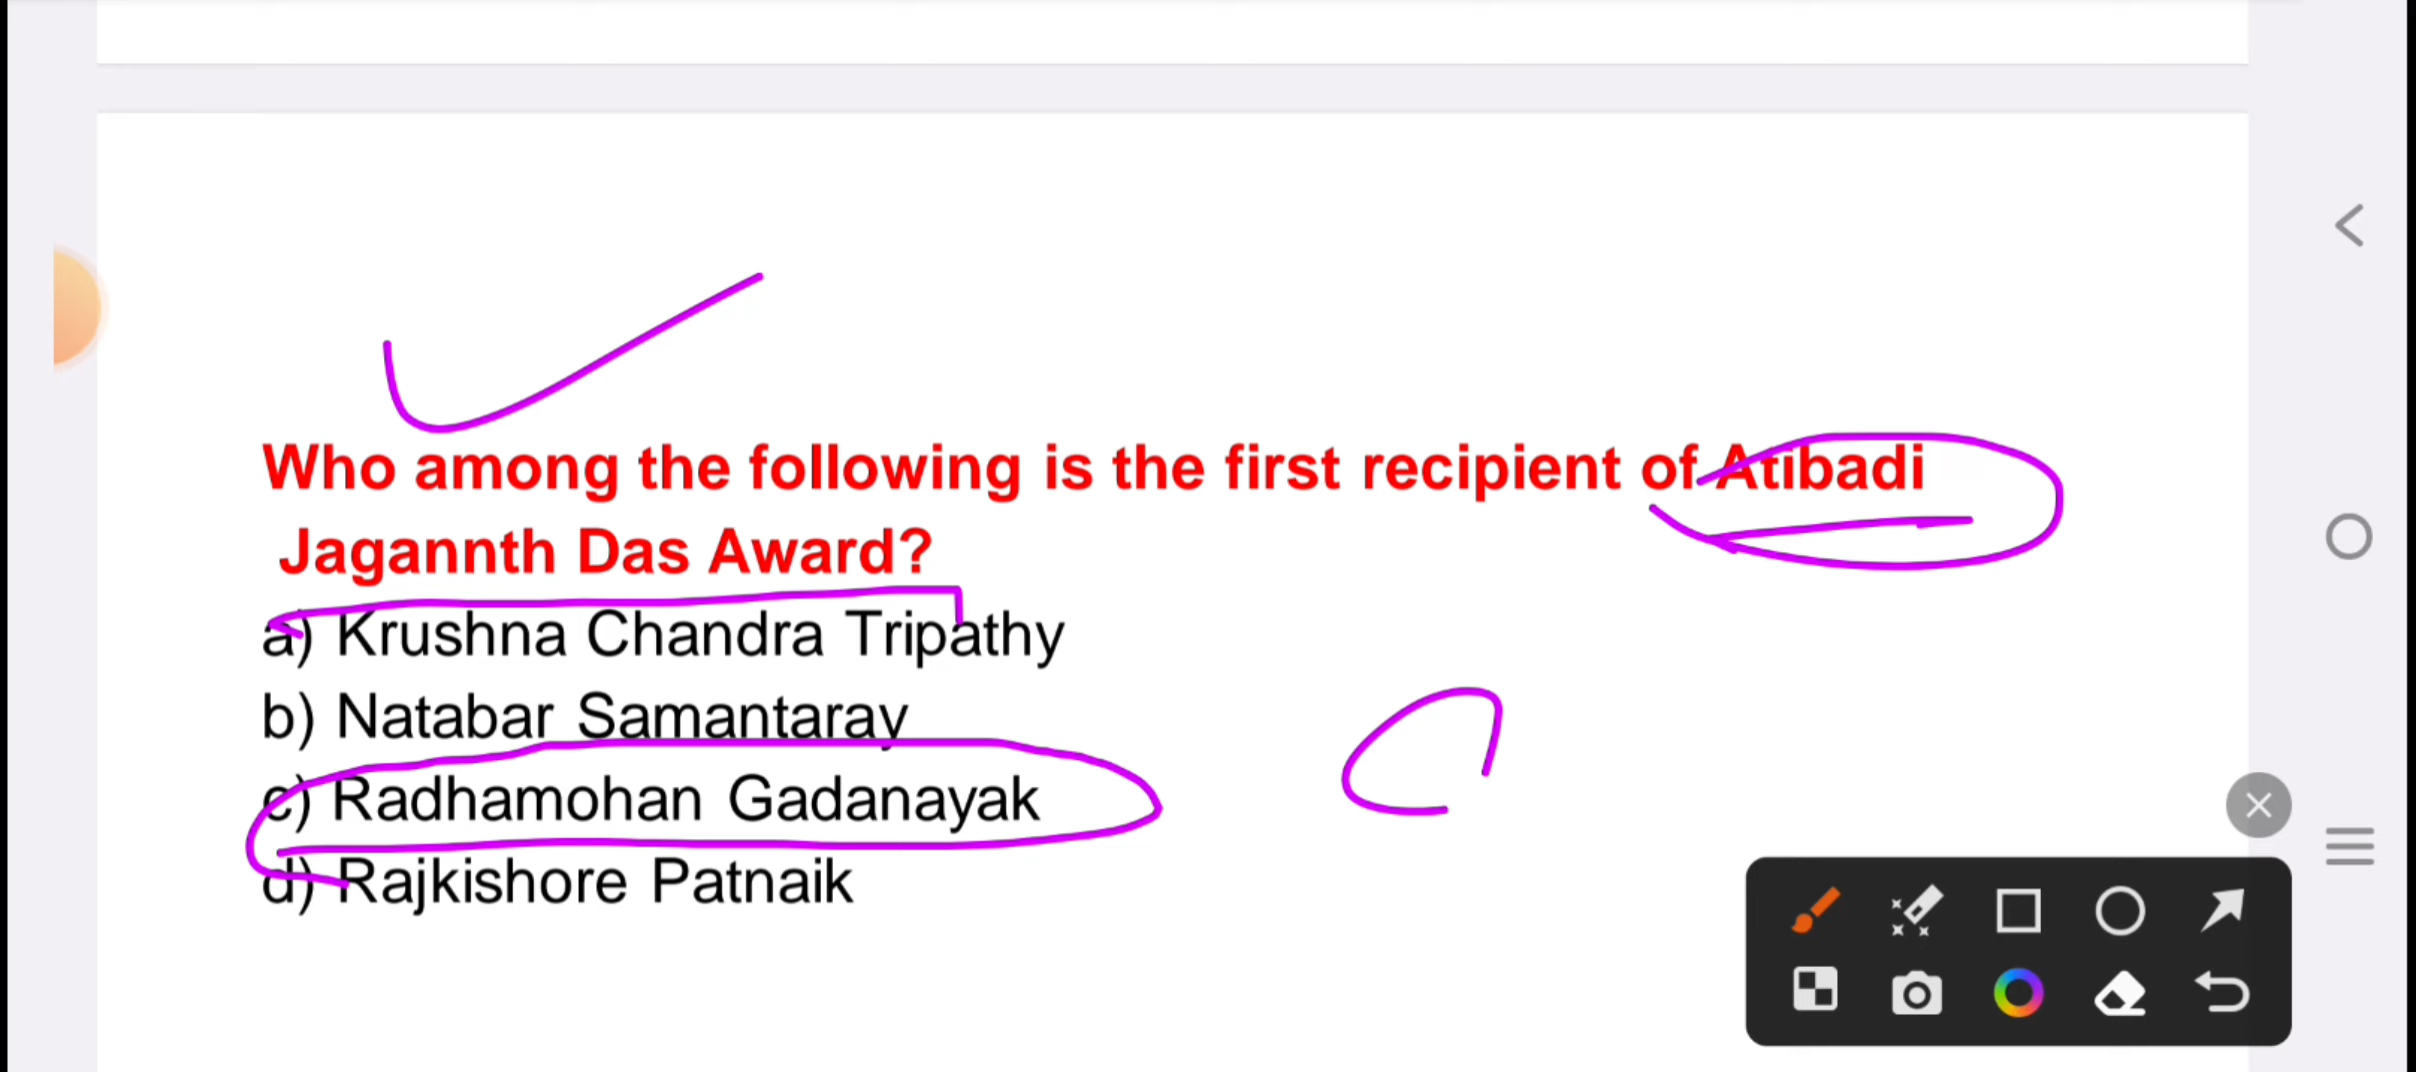 Who among the following is the first recipient of Atibadi
Jagannth Das Award?
a) Krushna Chandra Tripathy
b) Natabar Samantaray
c) Radhamohan Gadanayak
d) Rajkishore Patnaik